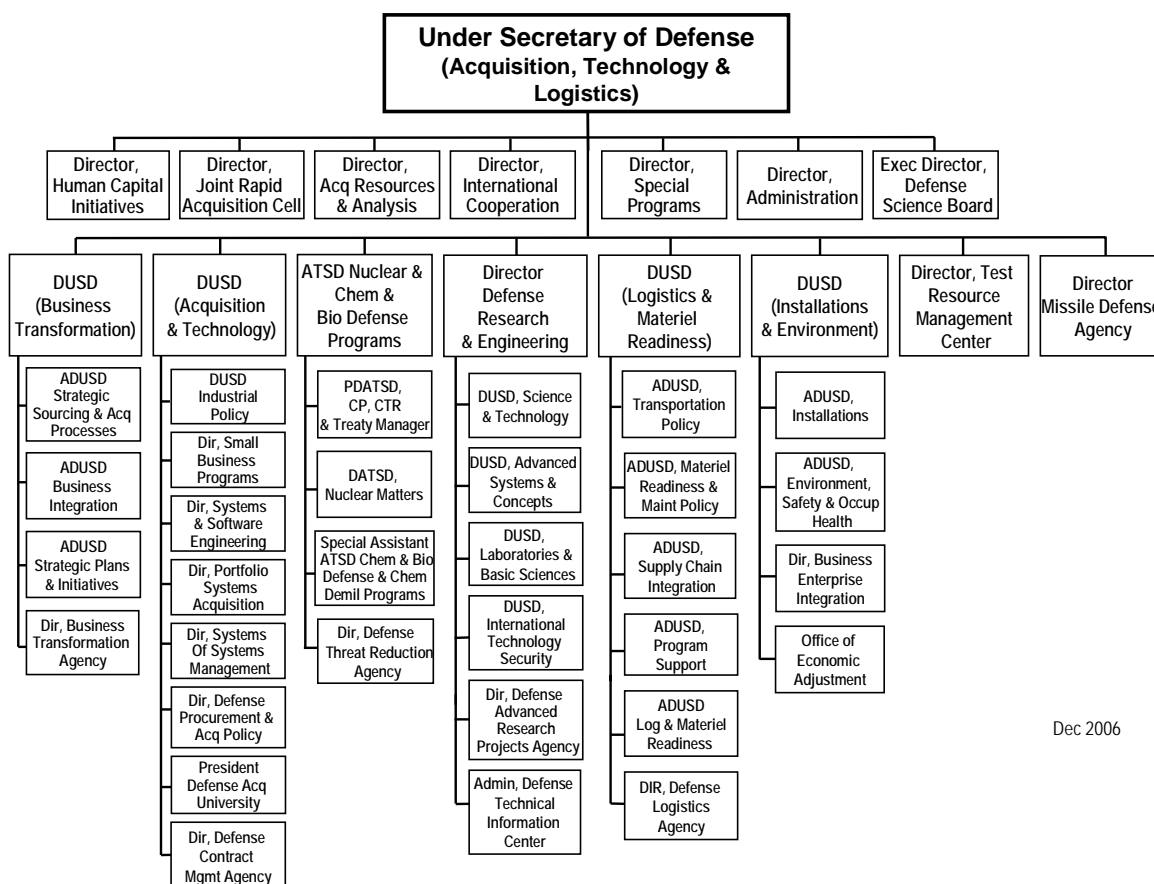 Under Secretary of Defense
(Acquisition, Technology &
Logistics)
Director,
Human Capital
Initiatives
Director,
Joint Rapid
Acquisition Cell
Director,
Acq Resources
& Analysis
Director,
International
Cooperation
Director,
Special
Programs
Director,
Administration
Exec Director,
Defense
Science Board
DUSD
(Business
Transformation)
DUSD
(Acquisition
& Technology)
ATSD Nuclear &
Chem &
Bio Defense
Programs
Director
Defense
Research
& Engineering
DUSD
(Logistics &
Materiel
Readiness)
DUSD
(Installations
& Environment)
Director, Test
Resource
Management
Center
Director
Missile Defense
Agency
ADUSD
Strategic
Sourcing & Acq
Processes
ADUSD
Business
Integration
ADUSD
Strategic Plans
& Initiatives
Dir, Business
Transformation
Agency
DUSD
Industrial
Policy
Dir, Small
Business
Programs
Dir, Systems
& Software
Engineering
Dir, Portfolio
Systems
Acquisition
Dir, Systems
Of Systems
Management
Dir, Defense
Procurement &
Acq Policy
President
Defense Acq
University
Dir, Defense
Contract
Mgmt Agency
PDATSD,
CP, CTR
& Treaty Manager
DATSD,
Nuclear Matters
Special Assistant
ATSD Chem & Bio
Defense & Chem
Demil Programs
Dir, Defense
Threat Reduction
Agency
DUSD, Science
& Technology
DUSD, Advanced
Systems &
Concepts
DUSD,
Laboratories &
Basic Sciences
DUSD,
International
Technology
Security
Dir, Defense
Advanced
Research
Projects Agency
Admin, Defense
Technical
Information
Center
ADUSD,
Transportation
Policy
ADUSD, Materiel
Readiness &
Maint Policy
ADUSD,
Supply Chain
Integration
ADUSD,
Program
Support
ADUSD
Log & Materiel
Readiness
DIR, Defense
Logistics
Agency
ADUSD,
Installations
ADUSD,
Environment,
Safety & Occup
Health
Dir, Business
Enterprise
Integration
Office of
Economic
Adjustment
Dec 2006